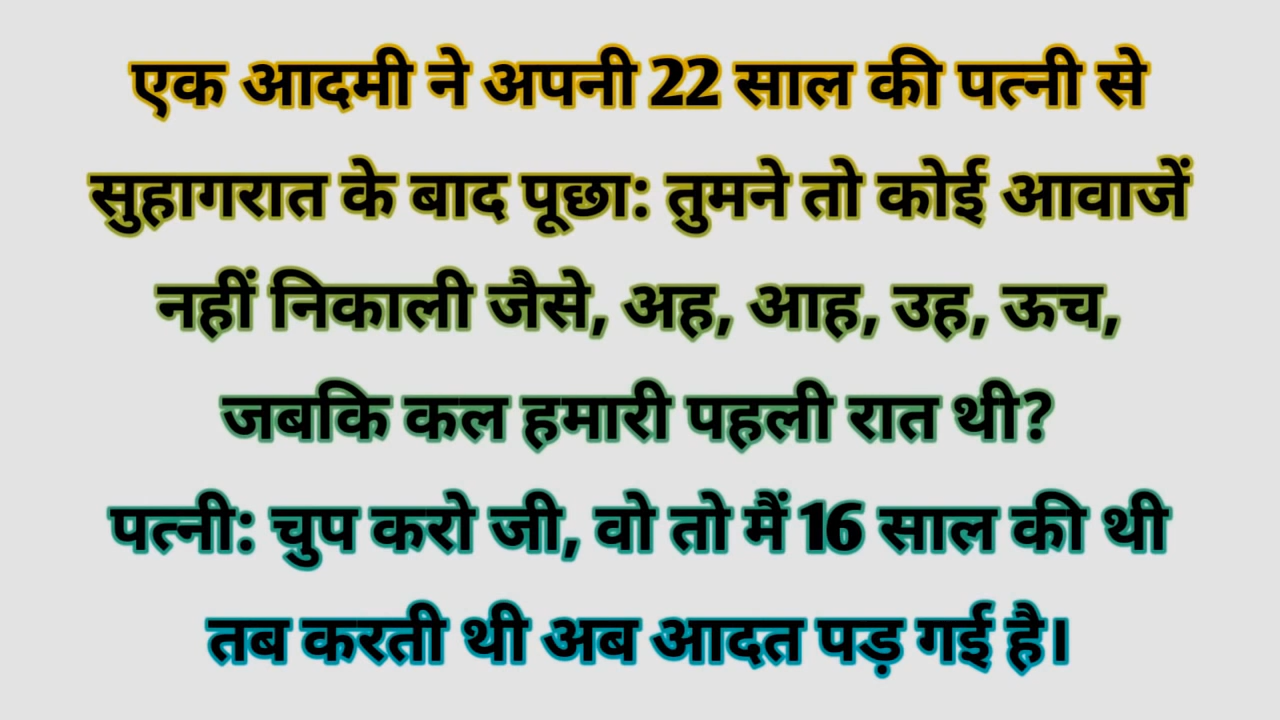 एक आदमी ने अपनी 22 साल की पत्नी से
सुहागरात के बाद पूछा: तुमने तो कोई आवाजें
नहीं निकाली जैसे, अह, आह, उह, ऊच,
जबकि कल हमारी पहली रात थी?
पत्नी: चुप करो जी, वो तो मैं 16 साल की थी
तब करती थी अब आदत पड़ गई है।